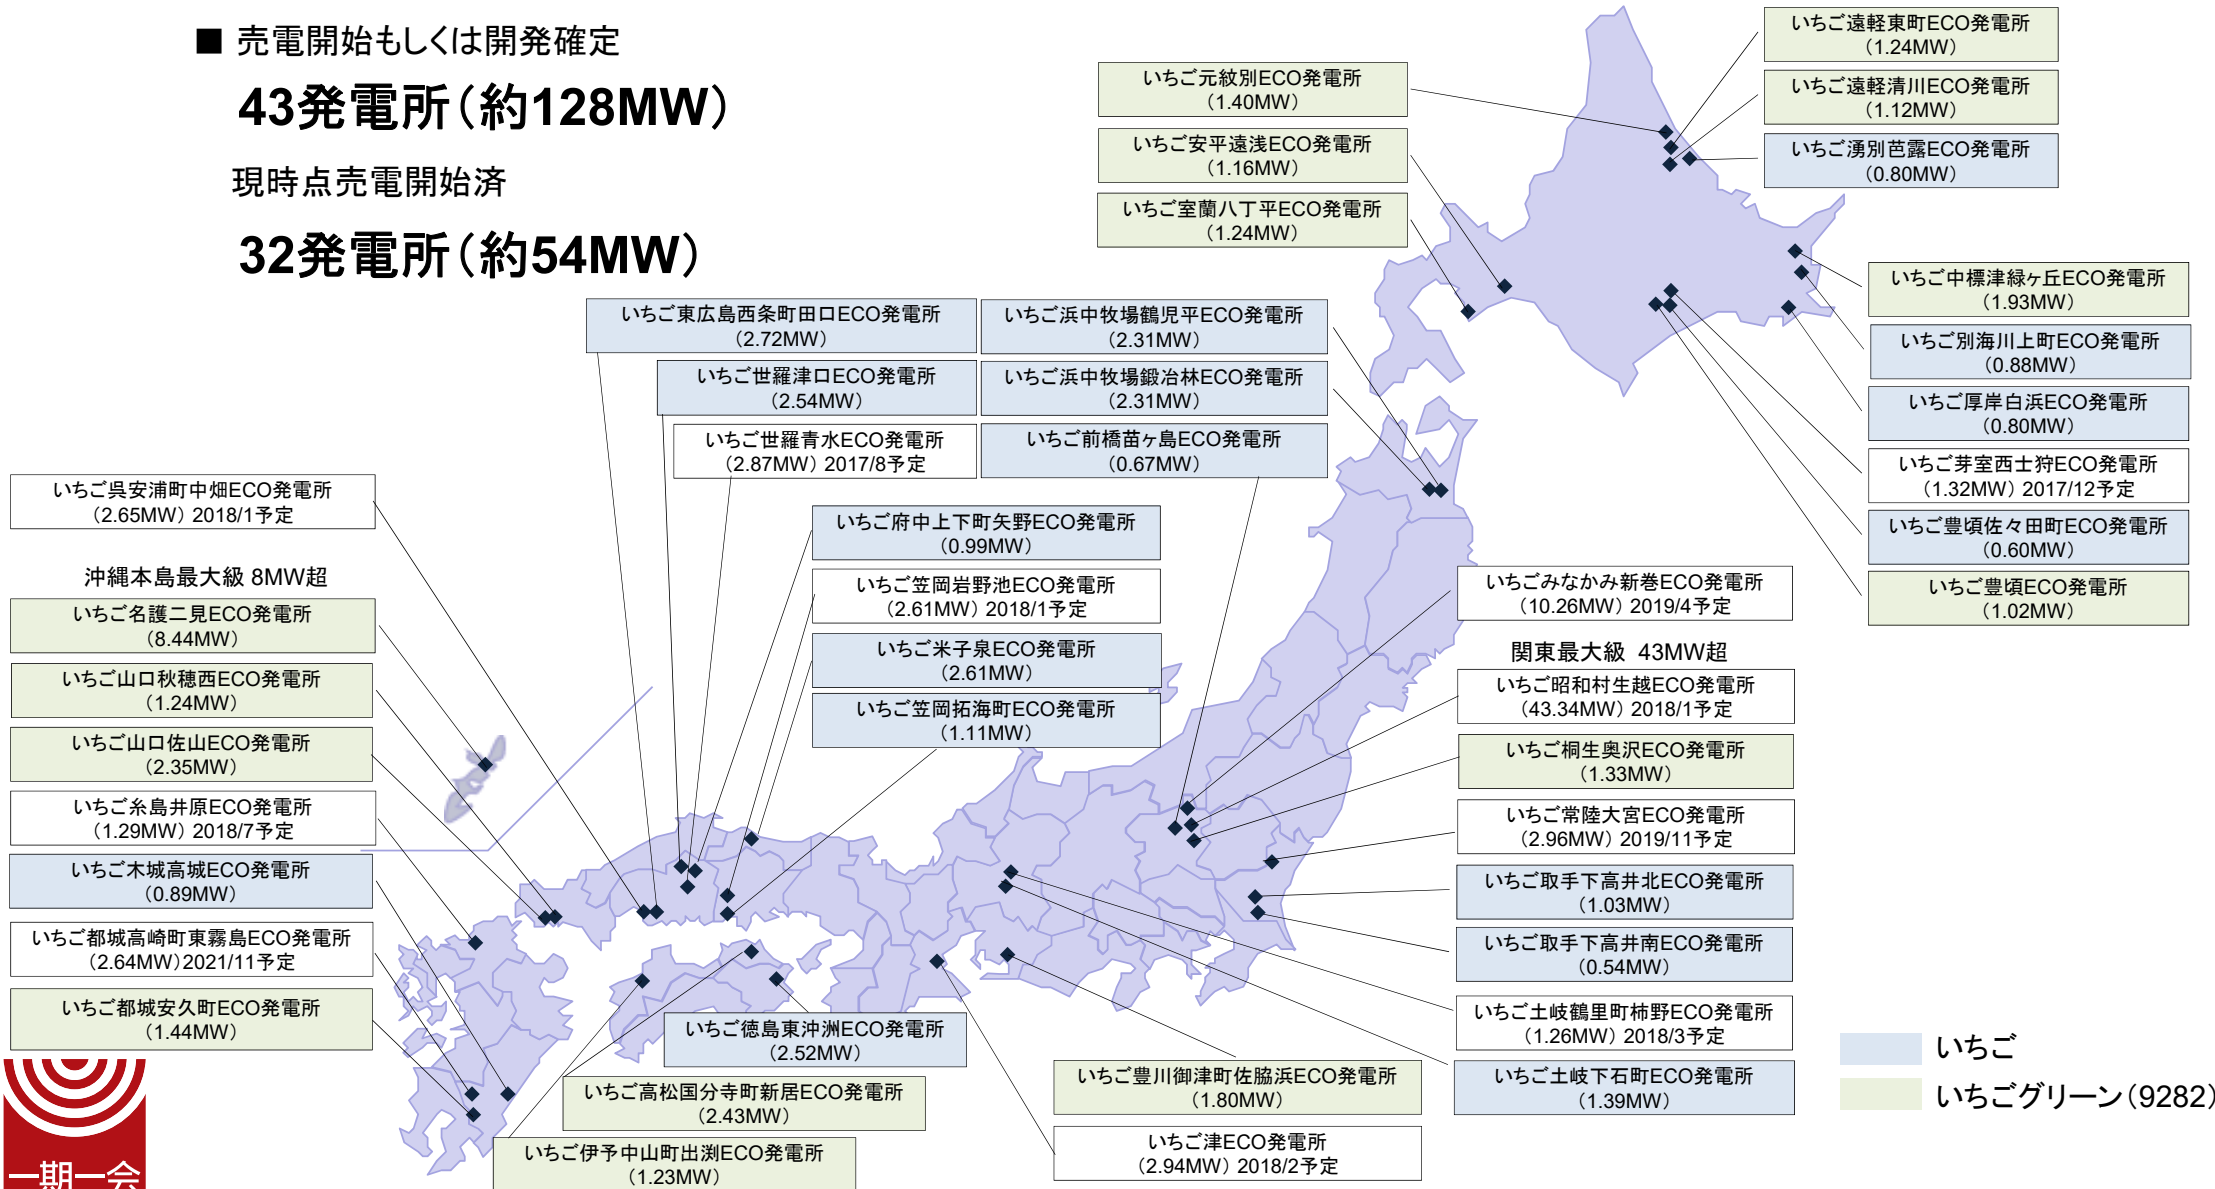 ■ 売電開始もしくは開発確定
43発電所（約128MW）
現時点売電開始済
32発電所（約54MW）
いちご遠軽東町ECO発電所
（1.24MW）
いちご元紋別ECO発電所
（1.40MW）
いちご遠軽清川ECO発電所
（1.12MW）
いちご安平遠浅ECO発電所
（1.16MW）
いちご湧別芭露ECO発電所
（0.80MW）
いちご室蘭八丁平ECO発電所
（1.24MW）
いちご中標津緑ヶ丘ECO発電所
（1.93MW）
いちご別海川上町ECO発電所
（0.88MW）
いちご厚岸白浜ECO発電所
（0.80MW）
いちご芽室西士狩ECO発電所
（1.32MW） 2017/12予定
いちご豊頃佐々田町ECO発電所
（0.60MW）
いちご豊頃ECO発電所
（1.02MW）
いちご東広島西条町田口ECO発電所
（2.72MW）
いちご浜中牧場鶴児平ECO発電所
（2.31MW）
いちご世羅津口ECO発電所
（2.54MW）
いちご浜中牧場鍛冶林ECO発電所
（2.31MW）
いちご世羅青水ECO発電所
（2.87MW） 2017/8予定
いちご前橋苗ヶ島ECO発電所
（0.67MW）
いちご呉安浦町中畑ECO発電所
（2.65MW） 2018/1予定
いちご府中上下町矢野ECO発電所
（0.99MW）
いちご笠岡岩野池ECO発電所
（2.61MW） 2018/1予定
いちご米子泉ECO発電所
（2.61MW）
いちご笠岡拓海町ECO発電所
（1.11MW）
沖縄本島最大級 8MW超
いちご名護二見ECO発電所
（8.44MW）
いちご山口秋穂西ECO発電所
（1.24MW）
いちご山口佐山ECO発電所
（2.35MW）
いちご糸島井原ECO発電所
（1.29MW） 2018/7予定
いちご木城高城ECO発電所
（0.89MW）
いちご都城高崎町東霧島ECO発電所
（2.64MW）2021/11予定
いちご都城安久町ECO発電所
（1.44MW）
いちごみなかみ新巻ECO発電所
（10.26MW） 2019/4予定
関東最大級 43MW超
いちご昭和村生越ECO発電所
（43.34MW） 2018/1予定
いちご桐生奥沢ECO発電所
（1.33MW）
いちご常陸大宮ECO発電所
（2.96MW） 2019/11予定
いちご取手下高井北ECO発電所
（1.03MW）
いちご取手下高井南ECO発電所
（0.54MW）
いちご土岐鶴里町柿野ECO発電所
（1.26MW） 2018/3予定
いちご土岐下石町ECO発電所
（1.39MW）
いちご徳島東沖洲ECO発電所
（2.52MW）
いちご高松国分寺町新居ECO発電所
（2.43MW）
いちご伊予中山町出渕ECO発電所
（1.23MW）
いちご豊川御津町佐脇浜ECO発電所
（1.80MW）
いちご津ECO発電所
（2.94MW） 2018/2予定
いちご
いちごグリーン（9282）
一期一会